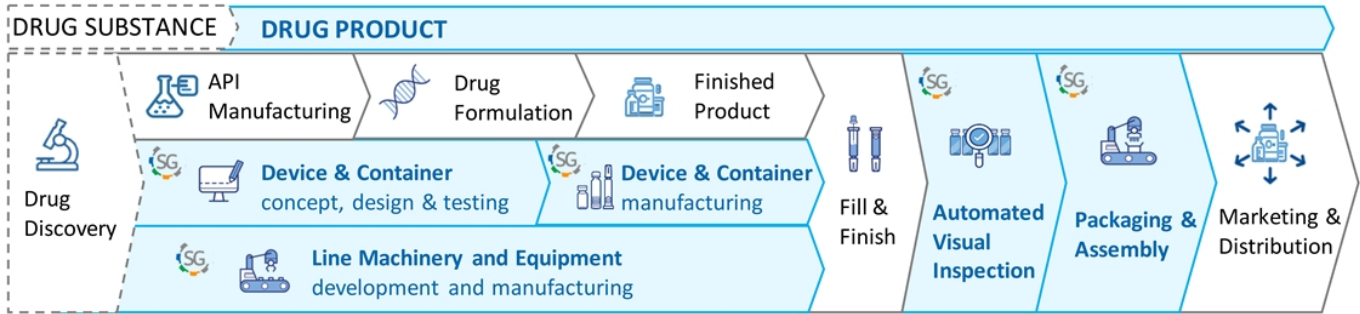 DRUG SUBSTANCE
DRUG PRODUCT
Drug
Discovery
API
Manufacturing
Drug
Formulation
Finished
Product
SG
Device & Container
concept, design & testing
SG
Device & Container
manufacturing
SG
Line Machinery and Equipment
development and manufacturing
Fill &
Finish
SG
Automated
Visual
Inspection
SG
Packaging &
Assembly
Marketing &
Distribution